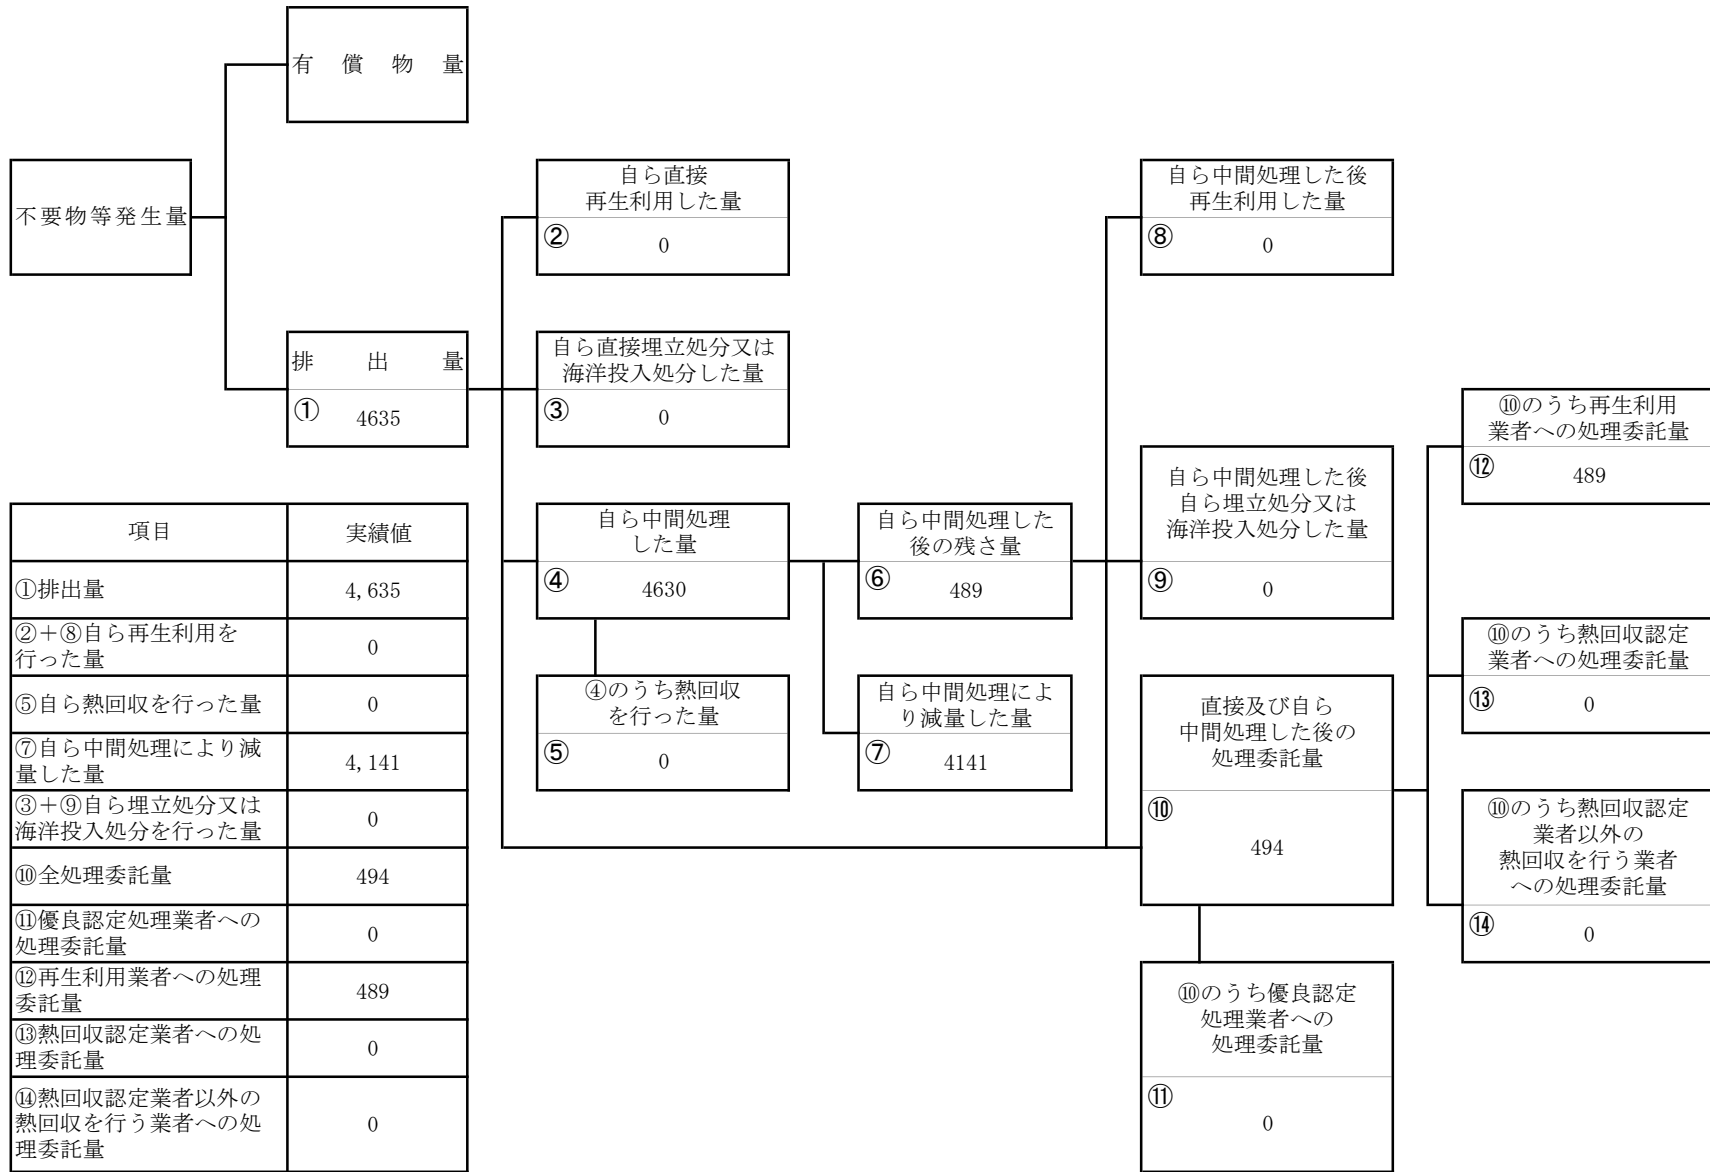 有償物量
不要物等発生量
自ら直接
再生利用した量
② 0
自ら中間処理した後
再生利用した量
⑧ 0
排出量
① 4635
自ら直接埋立処分又は
海洋投入処分した量
③ 0
⑩のうち再生利用
業者への処理委託量
⑫ 489
自ら中間処理した後
自ら埋立処分又は
海洋投入処分した量
⑨ 0
自ら中間処理
した量
④ 4630
自ら中間処理した
後の残さ量
⑥ 489
④のうち熱回収
を行った量
⑤ 0
自ら中間処理によ
り減量した量
⑦ 4141
直接及び自ら
中間処理した後の
処理委託量
⑩
494
⑩のうち熱回収認定
業者への処理委託量
⑬ 0
⑩のうち熱回収認定
業者以外の
熱回収を行う業者
への処理委託量
⑭ 0
⑩のうち優良認定
処理業者への
処理委託量
⑪
0
項目 実績値
①排出量 4,635
②＋⑧自ら再生利用を
行った量 0
⑤自ら熱回収を行った量 0
⑦自ら中間処理により減
量した量 4,141
③＋⑨自ら埋立処分又は
海洋投入処分を行った量 0
⑩全処理委託量 494
⑪優良認定処理業者への
処理委託量 0
⑫再生利用業者への処理
委託量 489
⑬熱回収認定業者への処
理委託量 0
⑭熱回収認定業者以外の
熱回収を行う業者への処
理委託量 0